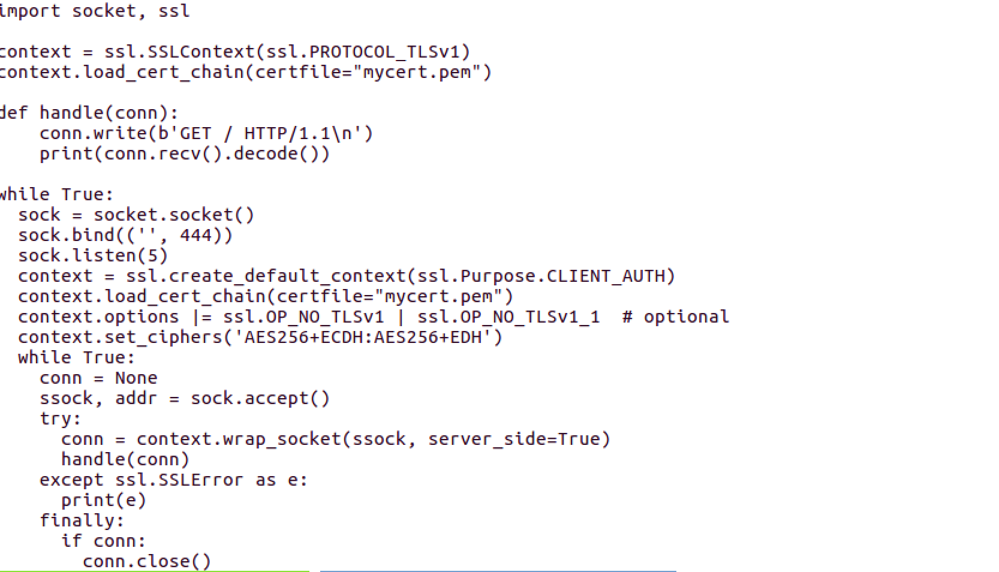 import socket, ssl
context = ssl.SSLContext(ssl.PROTOCOL_TLSv1)
context.load_cert_chain(certfile="mycert.pem")
def handle(conn):
    conn.write(b'GET / HTTP/1.1\n')
    print(conn.recv().decode())
while True:
  sock = socket.socket()
  sock.bind(('', 444))
  sock.listen(5)
  context = ssl.create_default_context(ssl.Purpose.CLIENT_AUTH)
  context.load_cert_chain(certfile="mycert.pem")
  context.options |= ssl.OP_NO_TLSv1 | ssl.OP_NO_TLSv1_1  # optional
  context.set_ciphers('AES256+ECDH:AES256+EDH')
  while True:
    conn = None
    ssock, addr = sock.accept()
    try:
      conn = context.wrap_socket(ssock, server_side=True)
      handle(conn)
    except ssl.SSLError as e:
      print(e)
    finally:
      if conn:
        conn.close()